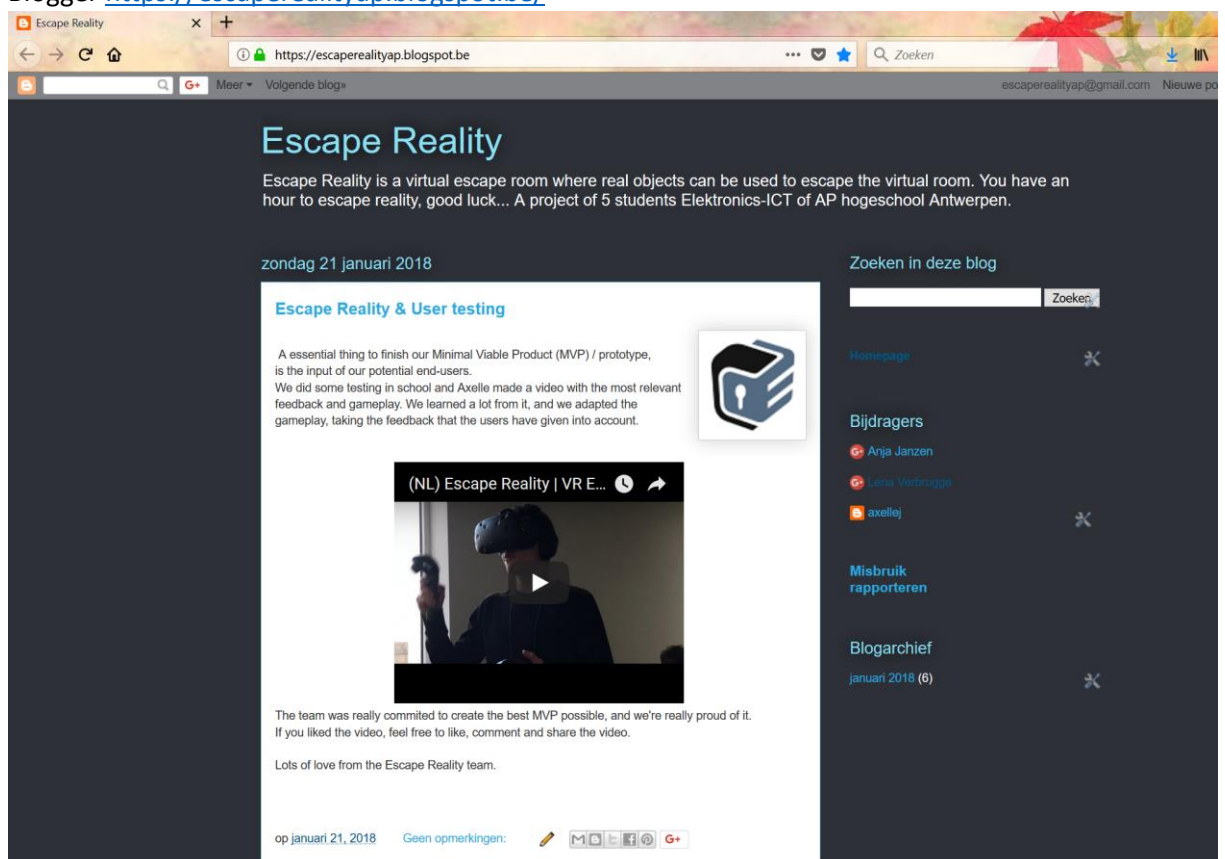 Blogger https://escaperealityap.blogspot.be/
Escape Reality
https://escaperealityap.blogspot.be
Zoeken
G+ Meer Volgende blog»
escaperealityap@gmail.com Nieuwe po
Escape Reality
Escape Reality is a virtual escape room where real objects can be used to escape the virtual room. You have an
hour to escape reality, good luck... A project of 5 students Elektronics-ICT of AP hogeschool Antwerpen.
zondag 21 januari 2018
Escape Reality & User testing
A essential thing to finish our Minimal Viable Product (MVP) / prototype,
is the input of our potential end-users.
We did some testing in school and Axelle made a video with the most relevant
feedback and gameplay. We learned a lot from it, and we adapted the
gameplay, taking the feedback that the users have given into account.
(NL) Escape Reality | VR E...
The team was really commited to create the best MVP possible, and we're really proud of it.
If you liked the video, feel free to like, comment and share the video.
Lots of love from the Escape Reality team.
op januari 21, 2018 Geen opmerkingen:
G+
Zoeken in deze blog
Zoeken
Homepage
Bijdragers
G+ Anja Janzen
G+ Lena Verbrugge
axellej
Misbruik
rapporteren
Blogarchief
januari 2018 (6)